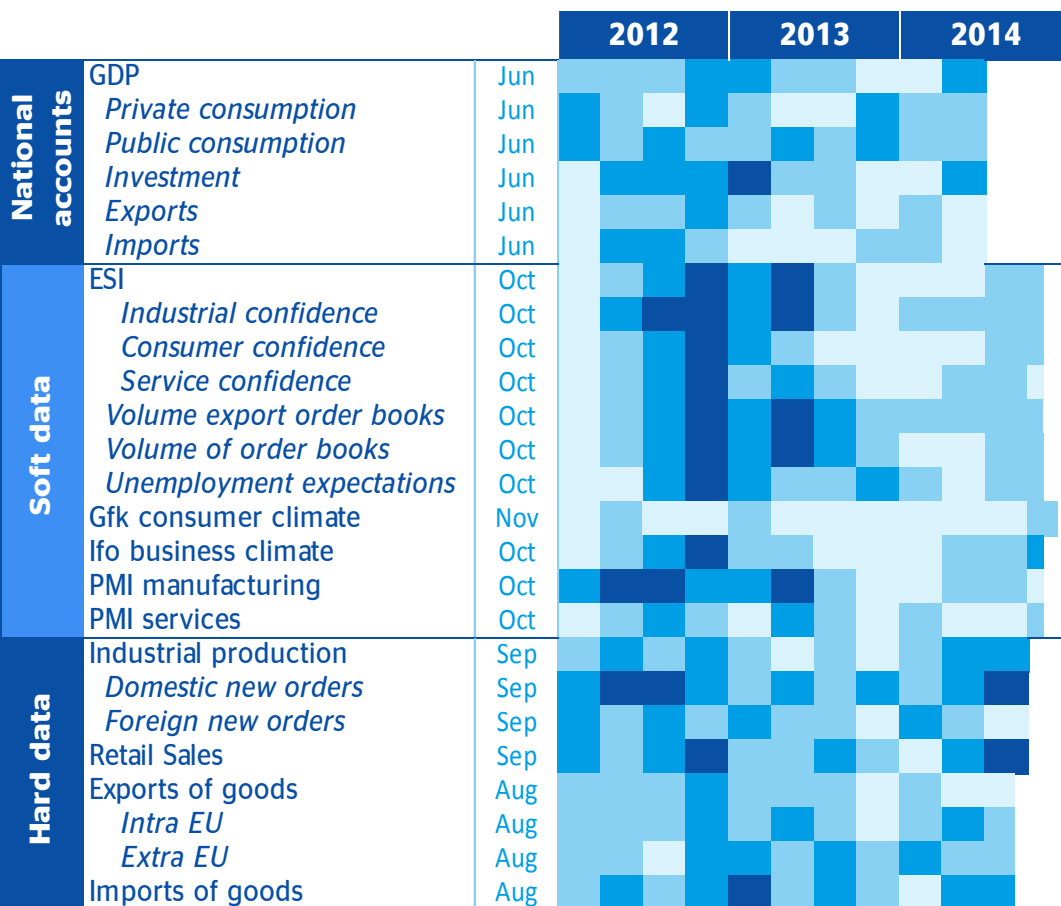 2012 2013 2014
National accounts
GDP Jun
Private consumption Jun
Public consumption Jun
Investment Jun
Exports Jun
Imports Jun
Soft data
ESI Oct
Industrial confidence Oct
Consumer confidence Oct
Service confidence Oct
Volume export order books Oct
Volume of order books Oct
Unemployment expectations Oct
Gfk consumer climate Nov
Ifo business climate Oct
PMI manufacturing Oct
PMI services Oct
Hard data
Industrial production Sep
Domestic new orders Sep
Foreign new orders Sep
Retail Sales Sep
Exports of goods Aug
Intra EU Aug
Extra EU Aug
Imports of goods Aug